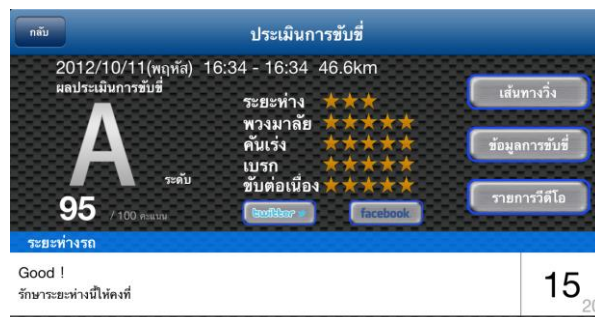 กลับ
ประเมินการขับขี่
2012/10/11(พฤหัส) 16:34 - 16:34 46.6km
ผลประเมินการขับขี่
A
ระดับ
95 / 100 คะแนน
ระยะห่าง ★★★
พวงมาลัย ★★★★★
คันเร่ง ★★★★★
เบรก ★★★★★
ขับต่อเนื่อง ★★★★★
twitter
facebook
เส้นทางวิ่ง
ข้อมูลการขับขี่
รายการวีดีโอ
ระยะห่างรถ
Good !
รักษาระยะห่างนี้ให้คงที่
15
20